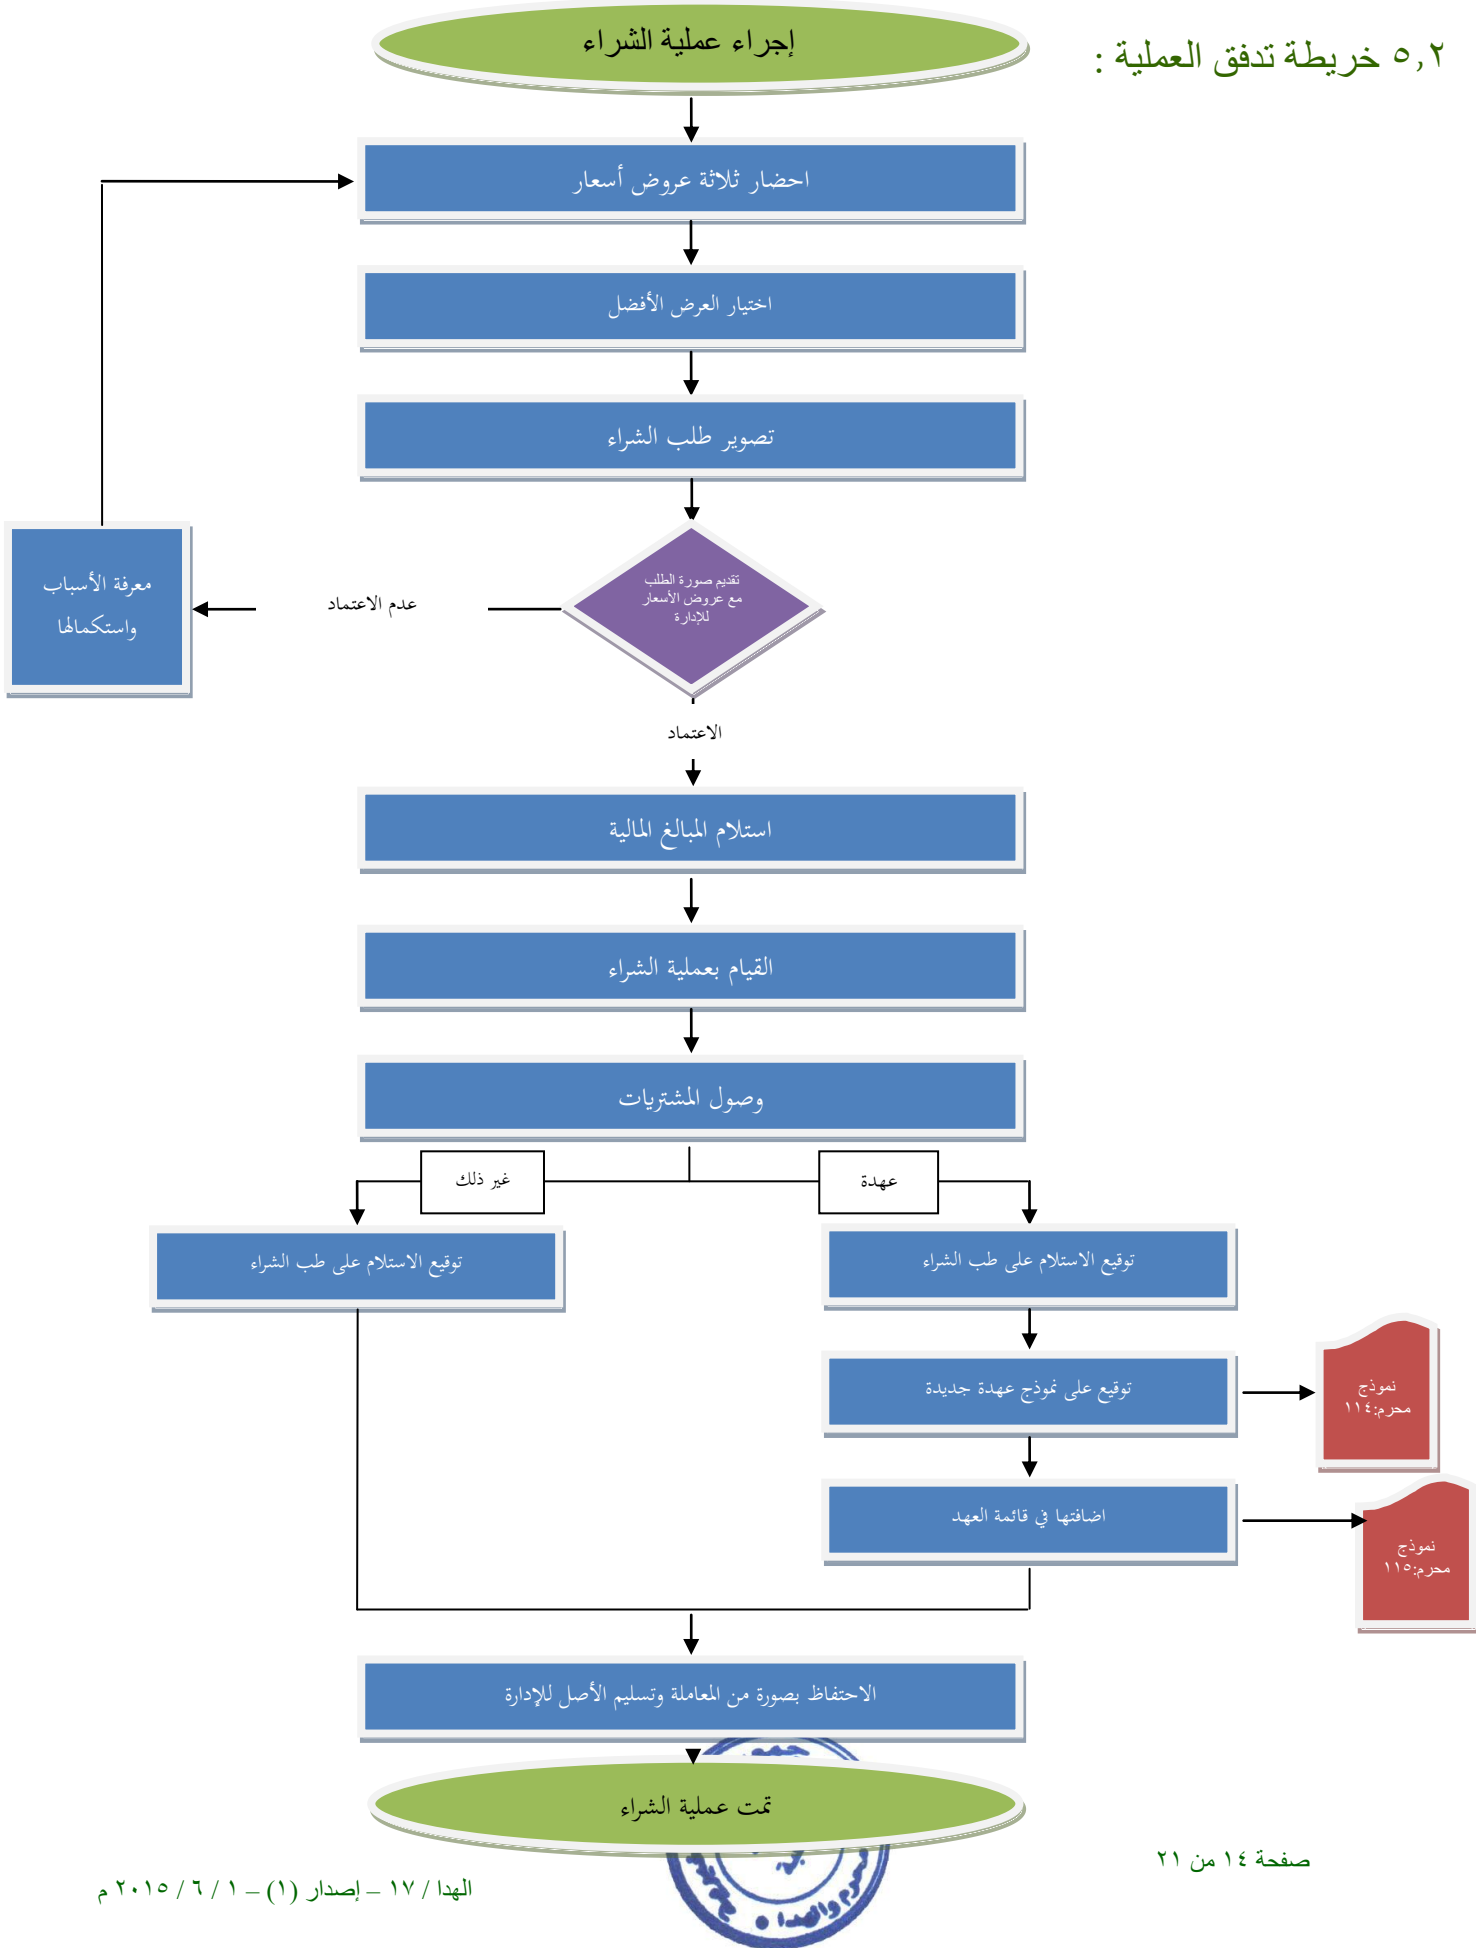 ٥,٢ خريطة تدفق العملية :
إجراء عملية الشراء
احضار ثلاثة عروض أسعار
اختيار العرض الأفضل
تصوير طلب الشراء
تقديم صورة الطلب
مع عروض الأسعار
للإدارة
عدم الاعتماد
معرفة الأسباب
واستكمالها
الاعتماد
استلام المبالغ المالية
القيام بعملية الشراء
وصول المشتريات
عهدة
غير ذلك
توقيع الاستلام على طب الشراء
توقيع الاستلام على طب الشراء
توقيع على نموذج عهدة جديدة
نموذج
محرم:١١٤
اضافتها في قائمة العهد
نموذج
محرم:١١٥
الاحتفاظ بصورة من المعاملة وتسليم الأصل للإدارة
تمت عملية الشراء
صفحة ١٤ من ٢١
الهدا / ١٧ – إصدار (١) – ١ / ٦ / ٢٠١٥ م